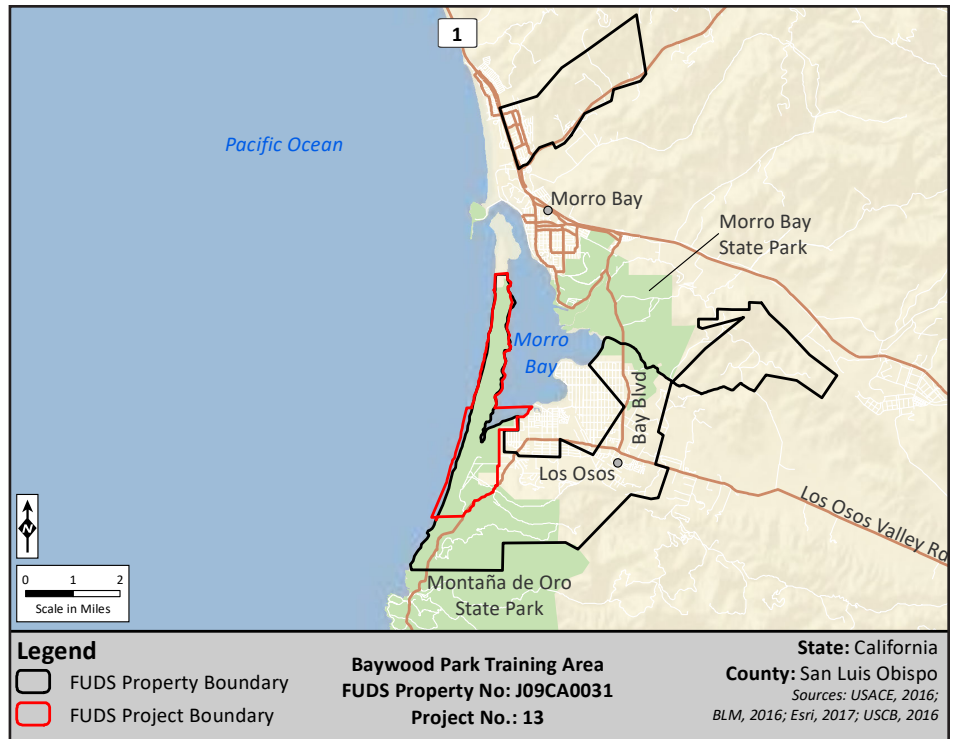 1
Pacific Ocean
Morro Bay
Morro Bay
State Park
Morro
Bay
Bay Blvd
Los Osos
Los Osos Valley Rd
Montaña de Oro
State Park
N
0 1 2
Scale in Miles
Legend
FUDS Property Boundary
FUDS Project Boundary
Baywood Park Training Area
FUDS Property No: J09CA0031
Project No.: 13
State: California
County: San Luis Obispo
Sources: USACE, 2016;
BLM, 2016; Esri, 2017; USCB, 2016